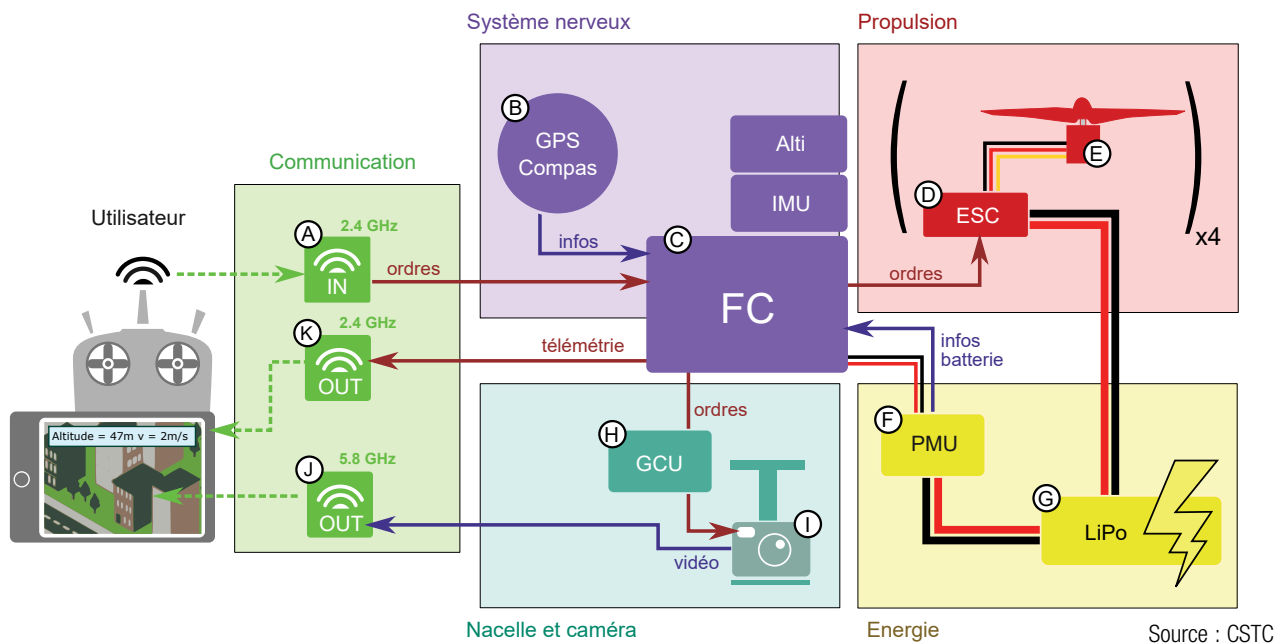 Système nerveux
Propulsion
B
GPS
Compas
Alti
IMU
E
D
ESC
x4
Communication
Utilisateur
A
2.4 GHz
IN
ordres
infos
C
FC
ordres
K
2.4 GHz
OUT
télémétrie
infos
batterie
Altitude = 47m v = 2m/s
J
5.8 GHz
OUT
ordres
H
GCU
I
vidéo
F
PMU
G
LiPo
Nacelle et caméra
Energie
Source : CSTC